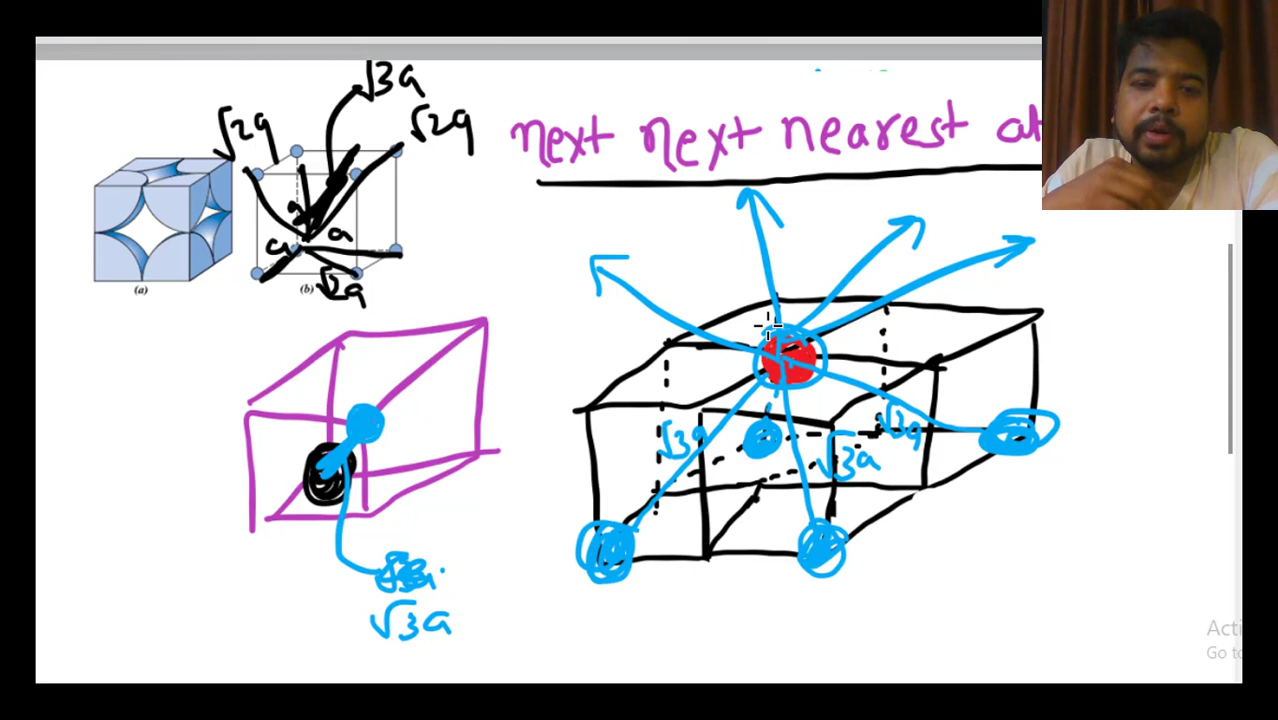 √3a
√2a
√2a
next next nearest at
a
a
a
√2a
(a)
(b)
√3a
√3a
√3a
√3a
Acti
Go to